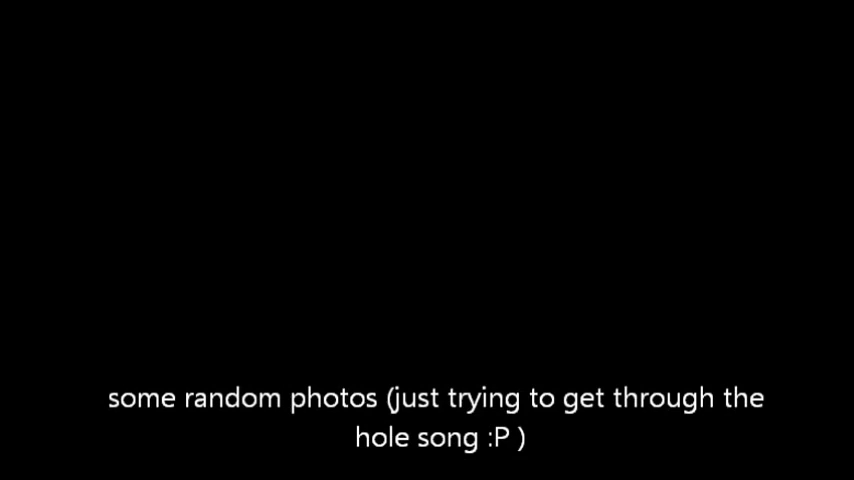 some random photos (just trying to get through the
hole song :P )